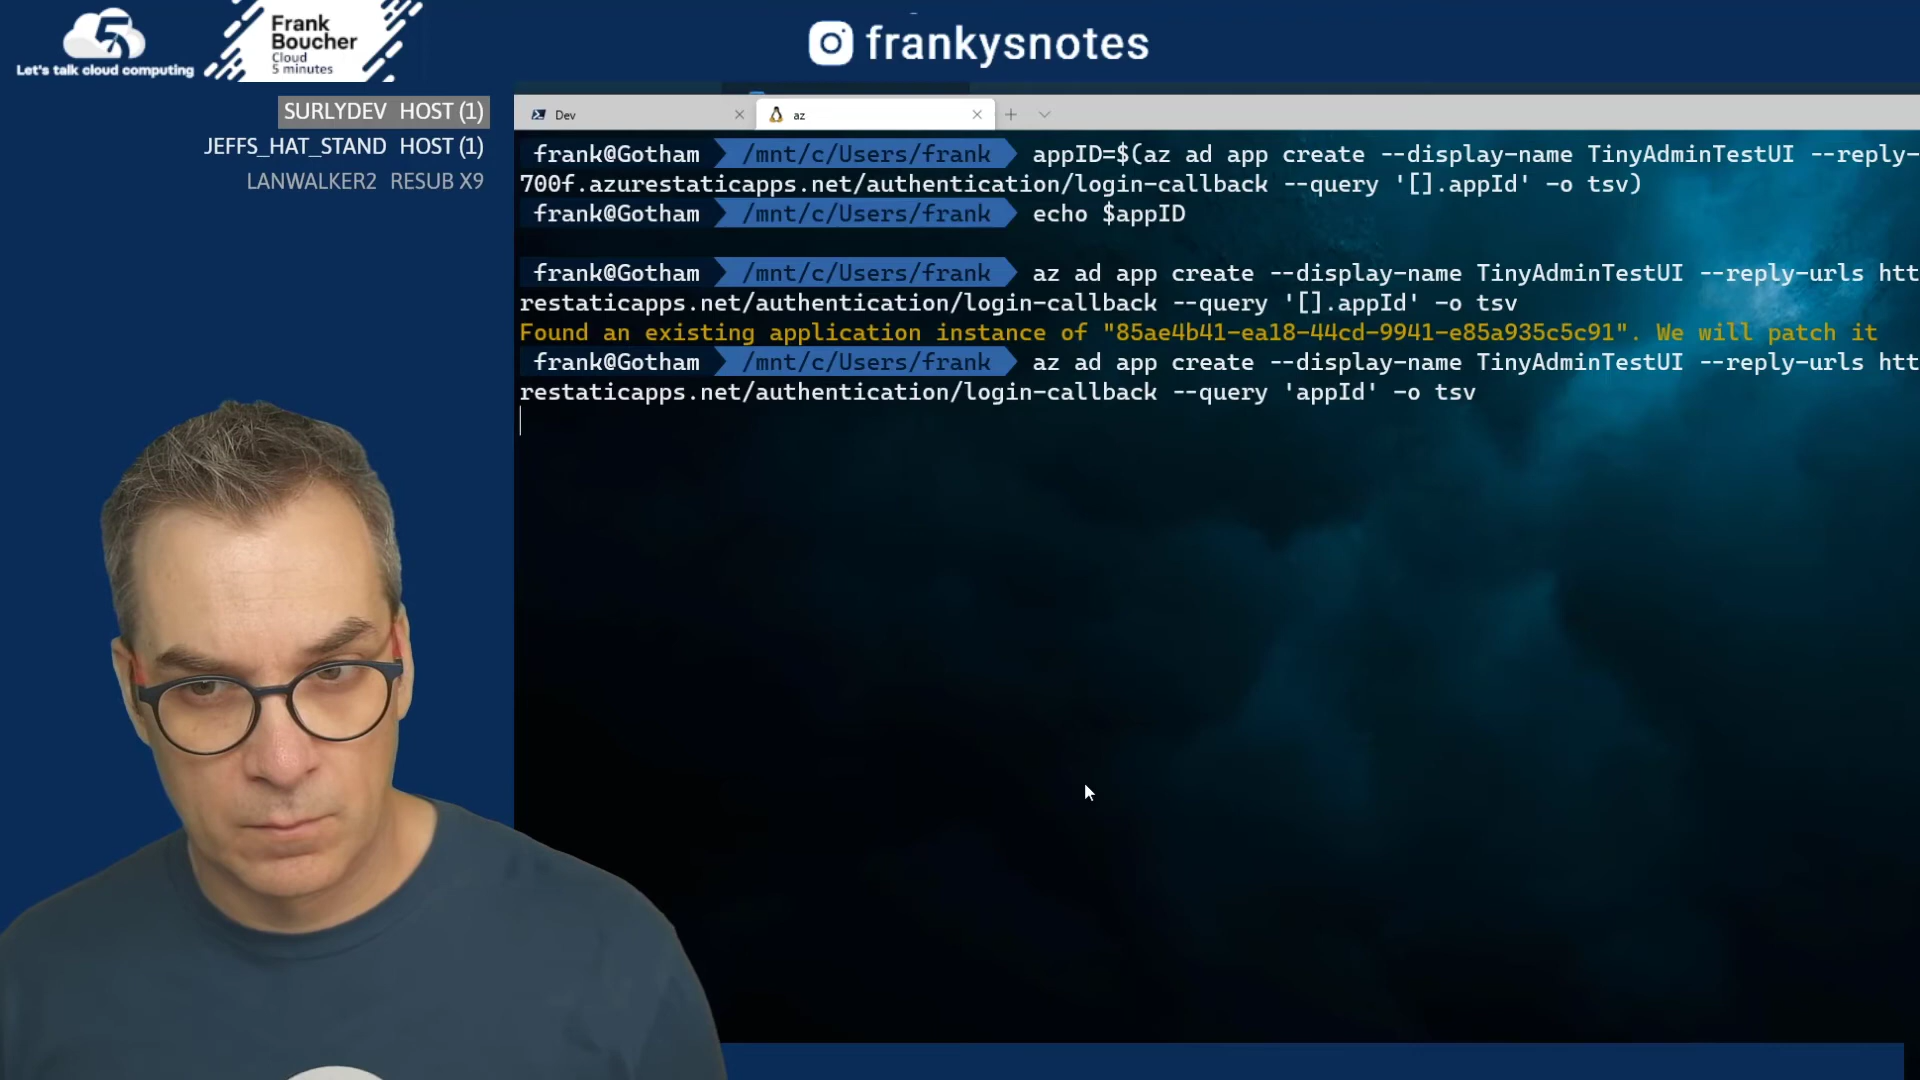 5
Let's talk cloud computing
Frank
Boucher
Cloud
5 minutes
frankysnotes
SURLYDEV HOST (1)
JEFFS_HAT_STAND HOST (1)
LANWALKER2 RESUB X9
Dev
az
frank@Gotham /mnt/c/Users/frank appID=$(az ad app create --display-name TinyAdminTestUI --reply-
700f.azurestaticapps.net/authentication/login-callback --query '[].appId' -o tsv)
frank@Gotham /mnt/c/Users/frank echo $appID
frank@Gotham /mnt/c/Users/frank az ad app create --display-name TinyAdminTestUI --reply-urls htt
restaticapps.net/authentication/login-callback --query '[].appId' -o tsv
Found an existing application instance of "85ae4b41-ea18-44cd-9941-e85a935c5c91". We will patch it
frank@Gotham /mnt/c/Users/frank az ad app create --display-name TinyAdminTestUI --reply-urls htt
restaticapps.net/authentication/login-callback --query 'appId' -o tsv